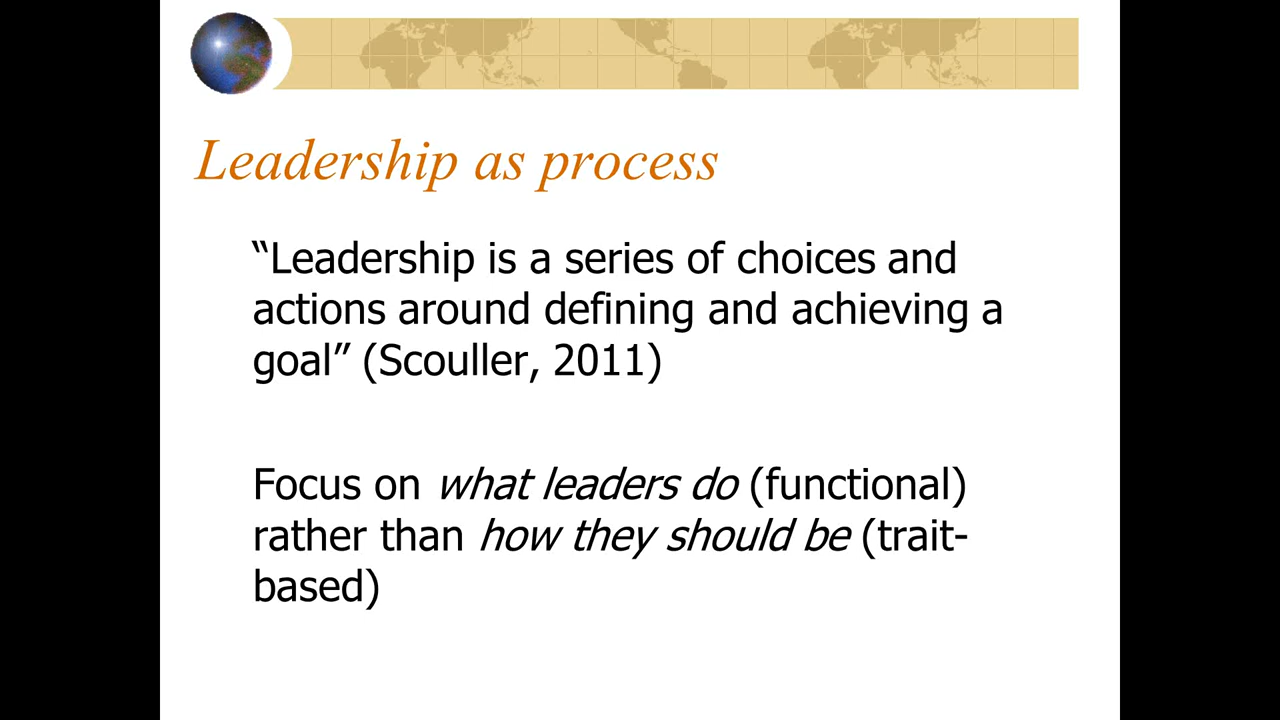 Leadership as process
“Leadership is a series of choices and
actions around defining and achieving a
goal” (Scouller, 2011)
Focus on what leaders do (functional)
rather than how they should be (trait-
based)